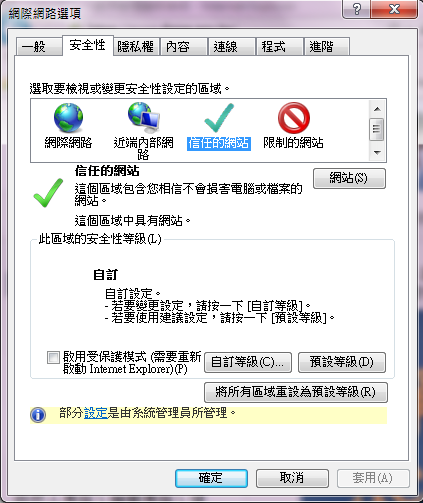 網際網路選項
一般 安全性 隱私權 內容 連線 程式 進階
選取要檢視或變更安全性設定的區域。
網際網路 近端內部網路 信任的網站 限制的網站
信任的網站
網站(S)
這個區域包含您相信不會損害電腦或檔案的
網站。
這個區域中具有網站。
此區域的安全性等級(L)
自訂
自訂設定。
- 若要變更設定，請按一下 [自訂等級]。
- 若要使用建議設定，請按一下 [預設等級]。
啟用受保護模式 (需要重新
啟動 Internet Explorer)(P)
自訂等級(C)... 預設等級(D)
將所有區域重設為預設等級(R)
部分設定是由系統管理員所管理。
確定 取消 套用(A)